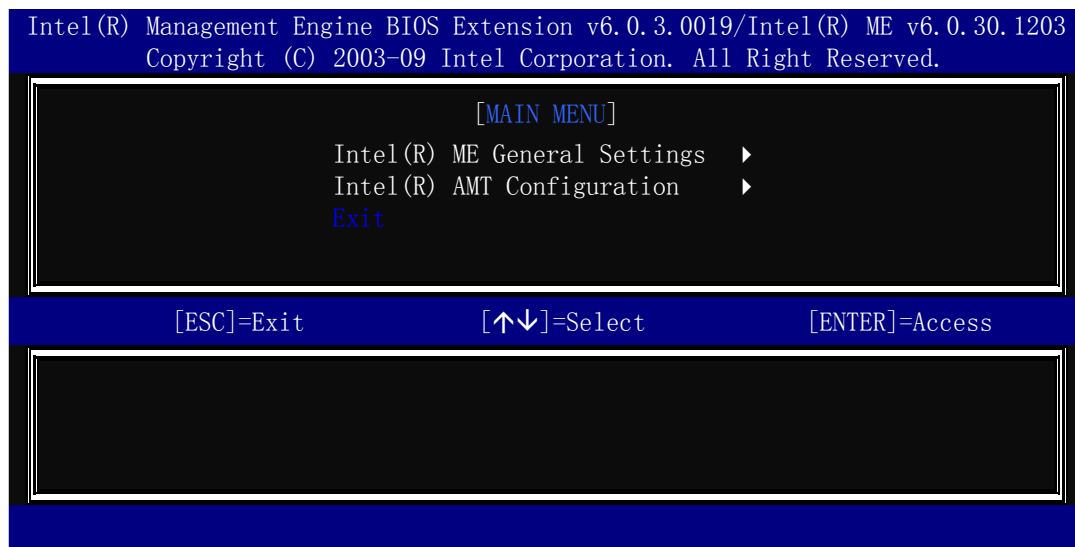 Intel(R) Management Engine BIOS Extension v6.0.3.0019/Intel(R) ME v6.0.30.1203
Copyright (C) 2003-09 Intel Corporation. All Right Reserved.
[MAIN MENU]
Intel(R) ME General Settings ▶
Intel(R) AMT Configuration ▶
Exit
[ESC]=Exit [↑↓]=Select [ENTER]=Access